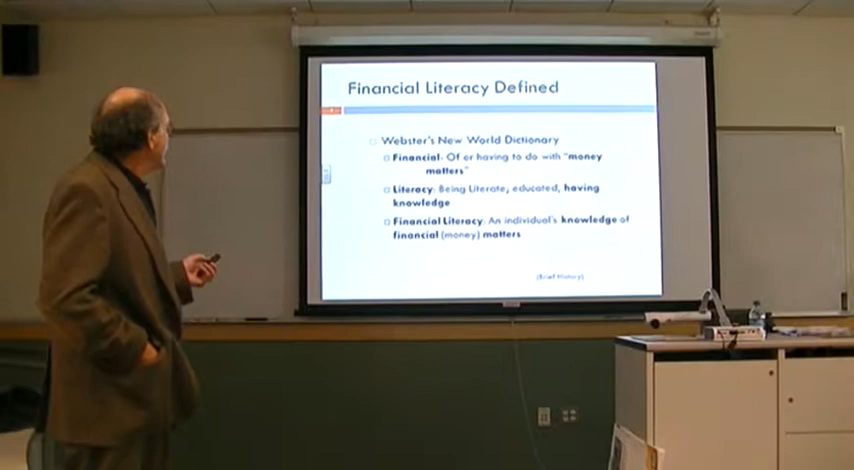 Financial Literacy Defined
Webster's New World Dictionary
Financial- Of or having to do with "money
matters"
Literacy: Being Literate; educated, having
knowledge
Financial Literacy: An individual's knowledge of
financial (money) matters
(Brief History)